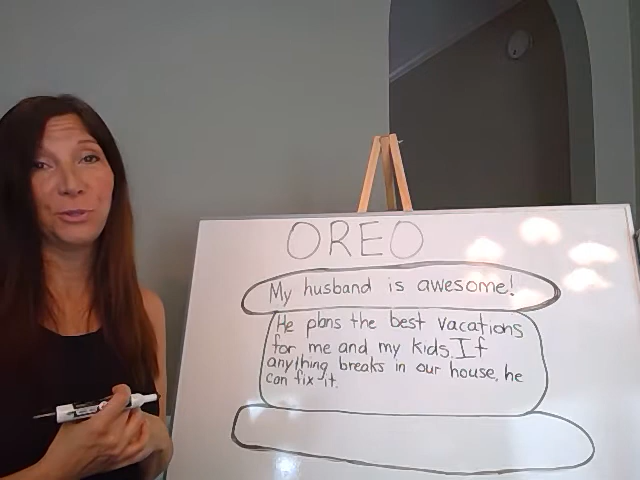 OREO
My husband is awesome!
He plans the best vacations
for me and my kids. If
anything breaks in our house, he
can fix it.